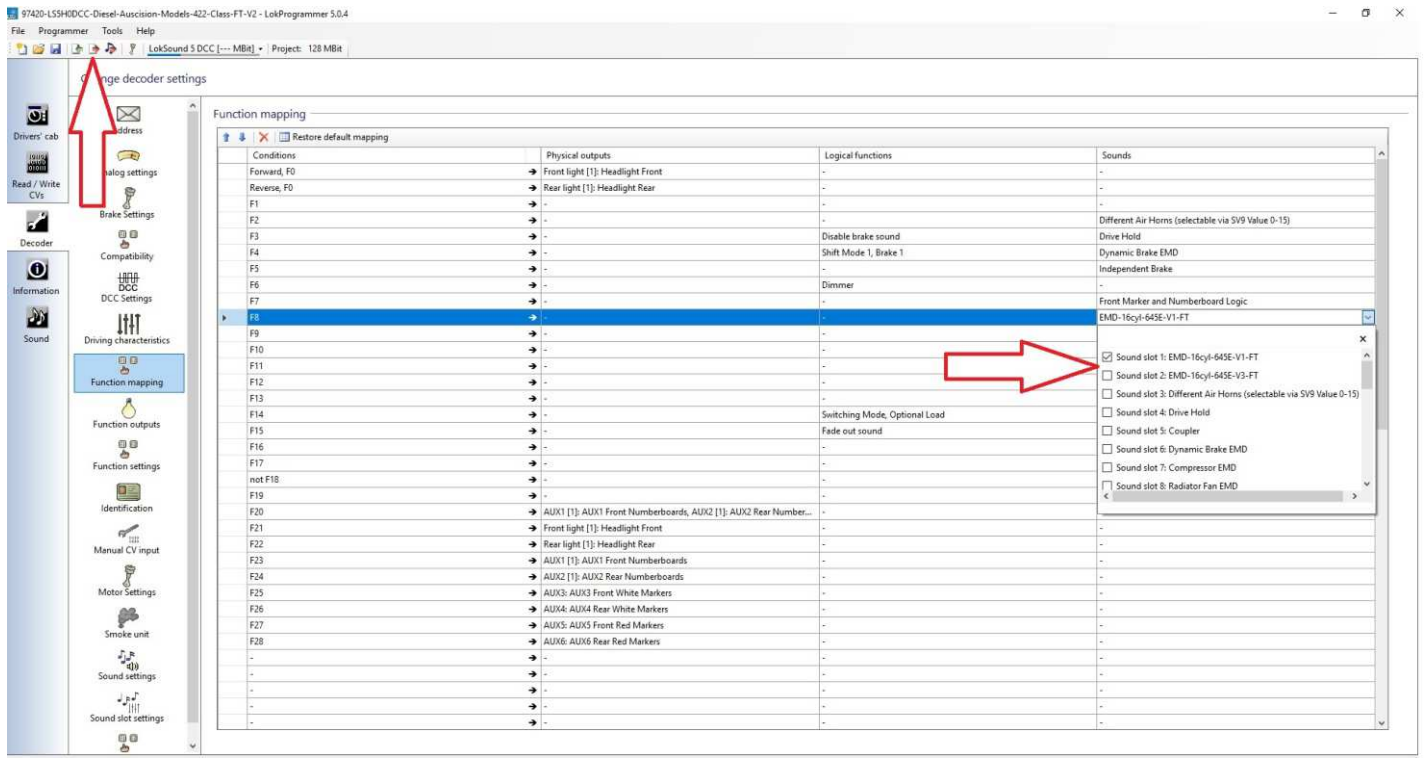 97420-LS5H0DCC-Diesel-Auscision-Models-422-Class-FT-V2 - LokProgrammer 5.0.4
File Programmer Tools Help
LokSound 5 DCC [--- MBit] Project: 128 MBit
nge decoder settings
Drivers' cab
Read / Write
CVs
Decoder
Information
Sound
ddress
alog settings
Brake Settings
Compatibility
DCC
DCC Settings
Driving characteristics
Function mapping
Function outputs
Function settings
Identification
Manual CV input
Motor Settings
Smoke unit
Sound settings
Sound slot settings
Function mapping
Restore default mapping
Conditions Physical outputs Logical functions Sounds
Forward, F0 ➔ Front light [1]: Headlight Front - -
Reverse, F0 ➔ Rear light [1]: Headlight Rear - -
F1 ➔ - - -
F2 ➔ - - Different Air Horns (selectable via SV9 Value 0-15)
F3 ➔ - Disable brake sound Drive Hold
F4 ➔ - Shift Mode 1, Brake 1 Dynamic Brake EMD
F5 ➔ - - Independent Brake
F6 ➔ - Dimmer -
F7 ➔ - - Front Marker and Numberboard Logic
F8 ➔ - - EMD-16cyl-645E-V1-FT
F9 ➔ - -
F10 ➔ - -
F11 ➔ - -
F12 ➔ - -
F13 ➔ - -
F14 ➔ - Switching Mode, Optional Load
F15 ➔ - Fade out sound
F16 ➔ - -
F17 ➔ - -
not F18 ➔ - -
F19 ➔ - -
F20 ➔ AUX1 [1]: AUX1 Front Numberboards, AUX2 [1]: AUX2 Rear Number... -
F21 ➔ Front light [1]: Headlight Front - -
F22 ➔ Rear light [1]: Headlight Rear - -
F23 ➔ AUX1 [1]: AUX1 Front Numberboards - -
F24 ➔ AUX2 [1]: AUX2 Rear Numberboards - -
F25 ➔ AUX3: AUX3 Front White Markers - -
F26 ➔ AUX4: AUX4 Rear White Markers - -
F27 ➔ AUX5: AUX5 Front Red Markers - -
F28 ➔ AUX6: AUX6 Rear Red Markers - -
- ➔ - - -
- ➔ - - -
- ➔ - - -
- ➔ - - -
- ➔ - - -
Sound slot 1: EMD-16cyl-645E-V1-FT
Sound slot 2: EMD-16cyl-645E-V3-FT
Sound slot 3: Different Air Horns (selectable via SV9 Value 0-15)
Sound slot 4: Drive Hold
Sound slot 5: Coupler
Sound slot 6: Dynamic Brake EMD
Sound slot 7: Compressor EMD
Sound slot 8: Radiator Fan EMD